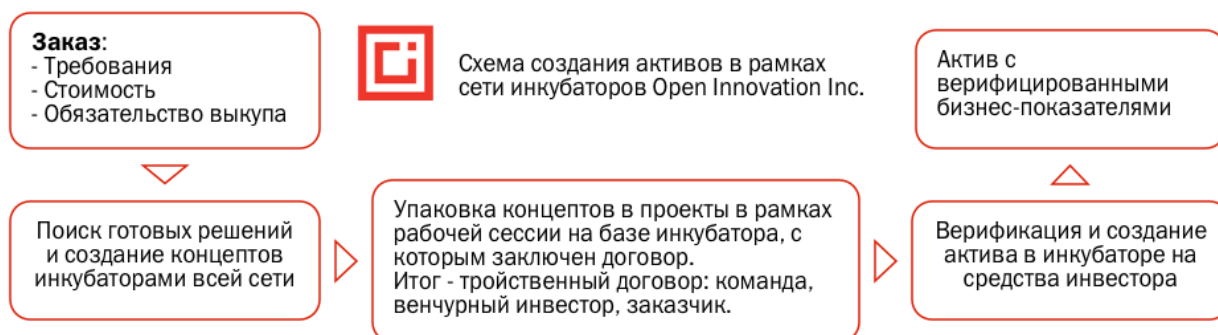 Заказ:
- Требования
- Стоимость
- Обязательство выкупа
Схема создания активов в рамках
сети инкубаторов Open Innovation Inc.
Актив с
верифицированными
бизнес-показателями
Поиск готовых решений
и создание концептов
инкубаторами всей сети
Упаковка концептов в проекты в рамках
рабочей сессии на базе инкубатора, с
которым заключен договор.
Итог - тройственный договор: команда,
венчурный инвестор, заказчик.
Верификация и создание
актива в инкубаторе на
средства инвестора